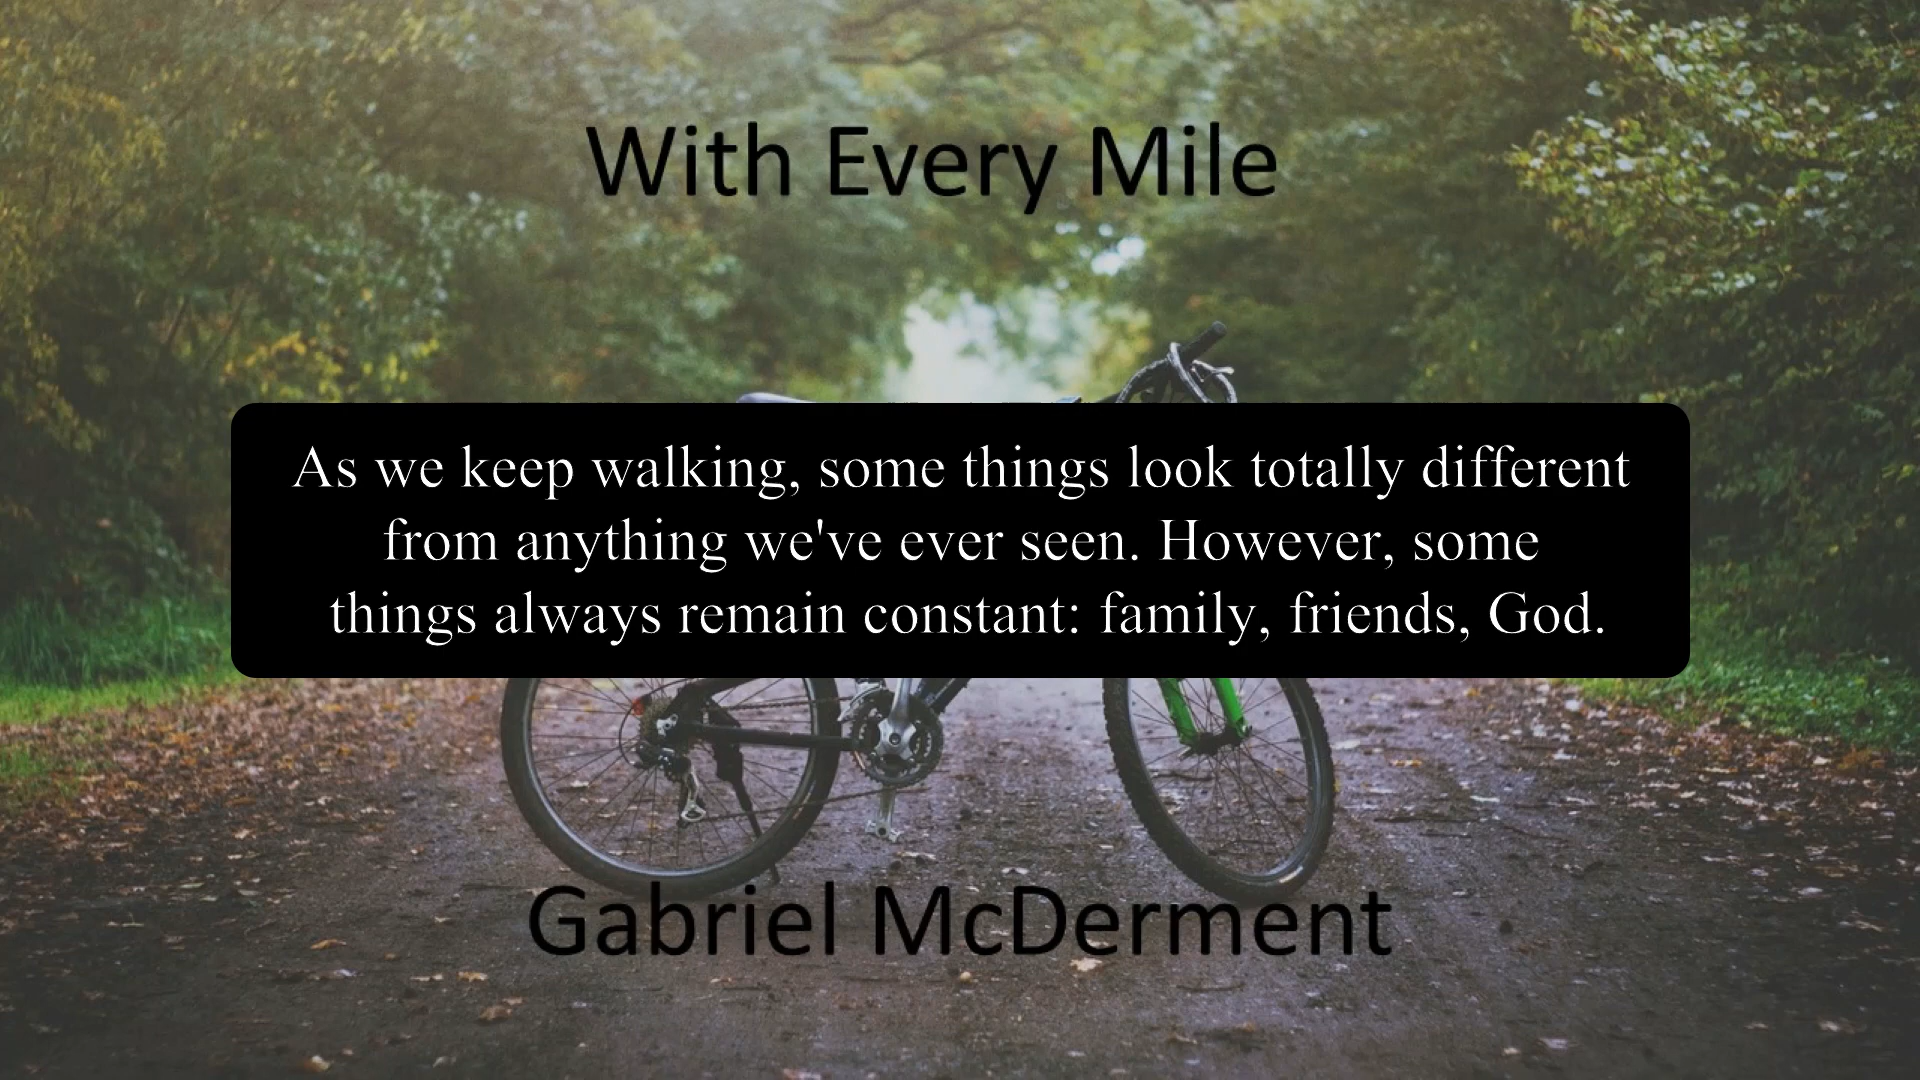 With Every Mile
As we keep walking, some things look totally different
from anything we've ever seen. However, some
things always remain constant: family, friends, God.
Gabriel McDerment